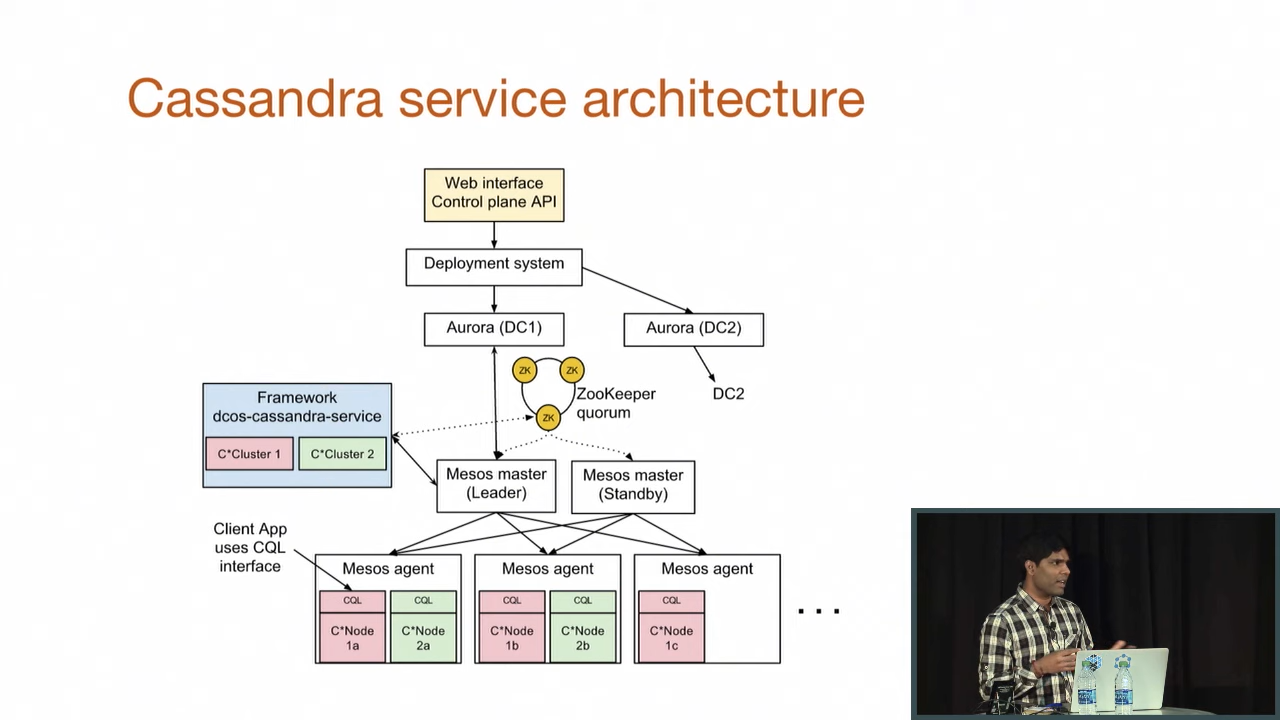 Cassandra service architecture
Web interface
Control plane API
Deployment system
Aurora (DC1)
Aurora (DC2)
ZK
ZK
ZK
ZooKeeper
quorum
DC2
Framework
dcos-cassandra-service
C*Cluster 1
C*Cluster 2
Mesos master
(Leader)
Mesos master
(Standby)
Client App
uses CQL
interface
Mesos agent
CQL
C*Node
1a
CQL
C*Node
2a
Mesos agent
CQL
C*Node
1b
CQL
C*Node
2b
Mesos agent
CQL
C*Node
1c
...